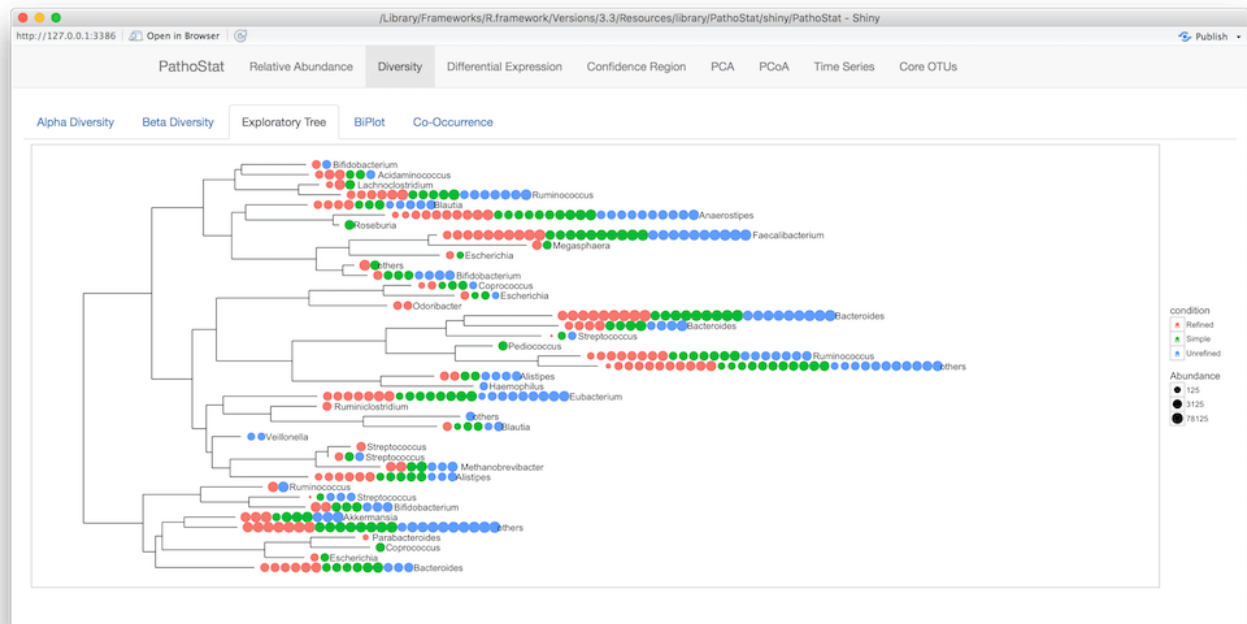 /Library/Frameworks/R.framework/Versions/3.3/Resources/library/PathoStat/shiny/PathoStat - Shiny
http://127.0.0.1:3386 Open in Browser Publish
PathoStat Relative Abundance Diversity Differential Expression Confidence Region PCA PCoA Time Series Core OTUs
Alpha Diversity Beta Diversity Exploratory Tree BiPlot Co-Occurrence
Bifidobacterium
Acidaminococcus
Lachnoclostridium
Ruminococcus
Blautia
Anaerostipes
Roseburia
Faecalibacterium
Megasphaera
Escherichia
others
Bifidobacterium
Coprococcus
Escherichia
Odoribacter
Bacteroides
Bacteroides
Streptococcus
Pediococcus
Ruminococcus
others
Alistipes
Haemophilus
Eubacterium
Ruminiclostridium
others
Blautia
Veillonella
Streptococcus
Streptococcus
Methanobrevibacter
Alistipes
Ruminococcus
Streptococcus
Bifidobacterium
Akkermansia
others
Parabacteroides
Coprococcus
Escherichia
Bacteroides
condition
Refined
Simple
Unrefined
Abundance
125
3125
78125